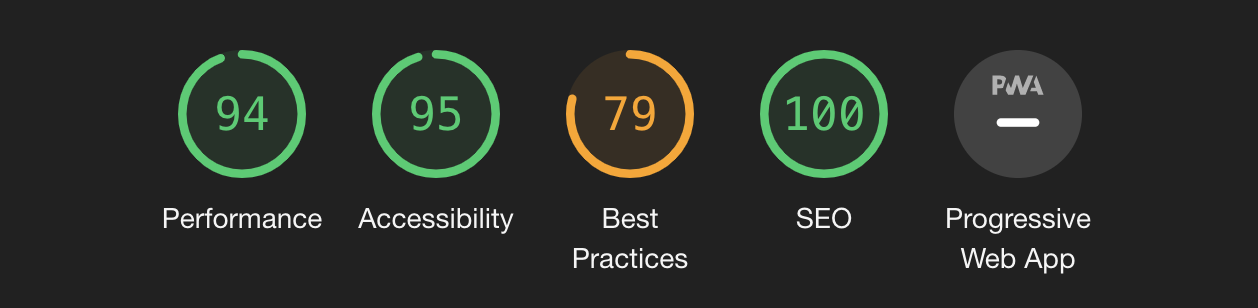 94
95
79
100
PWA
Performance
Accessibility
Best
Practices
SEO
Progressive
Web App